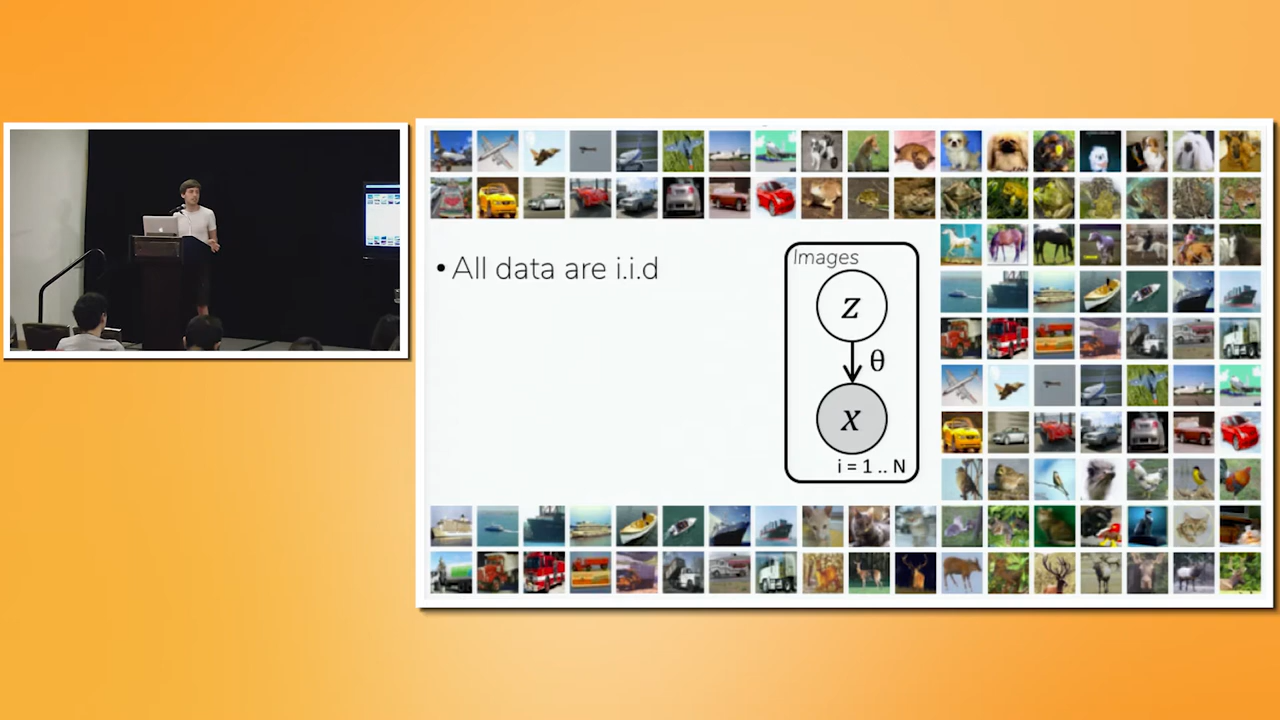 • All data are i.i.d
Images
z
θ
x
i = 1 .. N